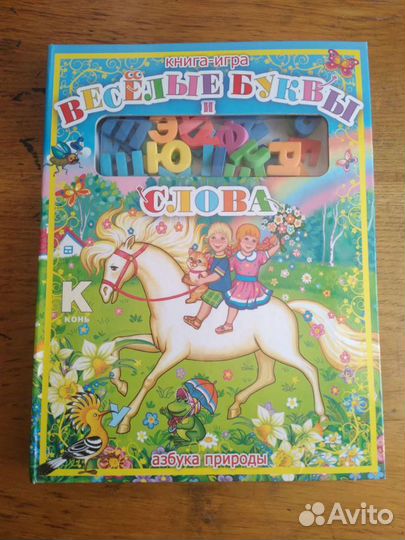 книга-игра
ВЕСЁЛЫЕ БУКВЫ
и
СЛОВА
К
конь
азбука природы
Avito